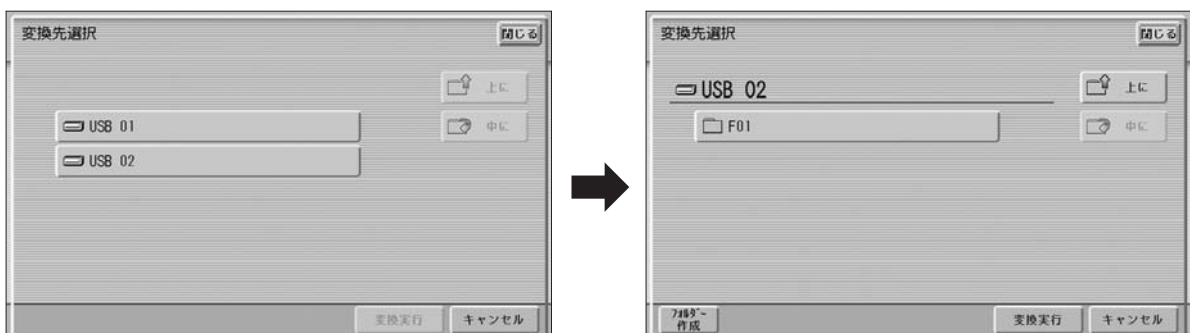 変換先選択
閉じる
上に
中に
USB 01
USB 02
変換実行
キャンセル
変換先選択
閉じる
USB 02
上に
中に
F01
フォルダー
作成
変換実行
キャンセル